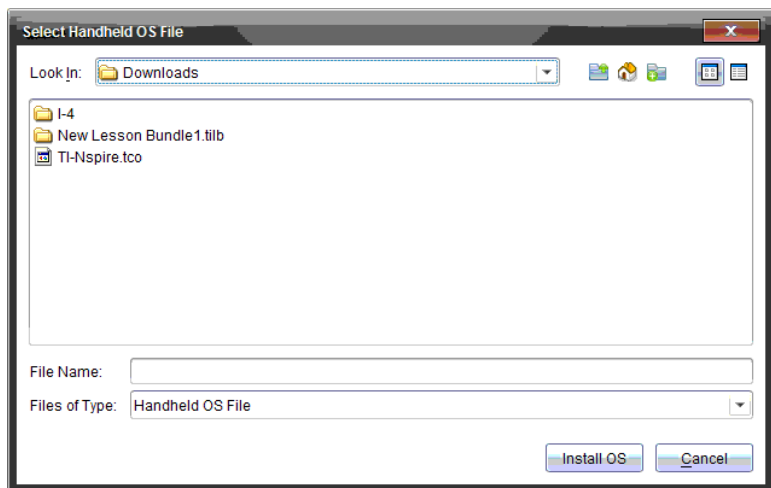 Select Handheld OS File
Look In: Downloads
I-4
New Lesson Bundle1.tilb
TI-Nspire.tco
File Name:
Files of Type: Handheld OS File
Install OS Cancel